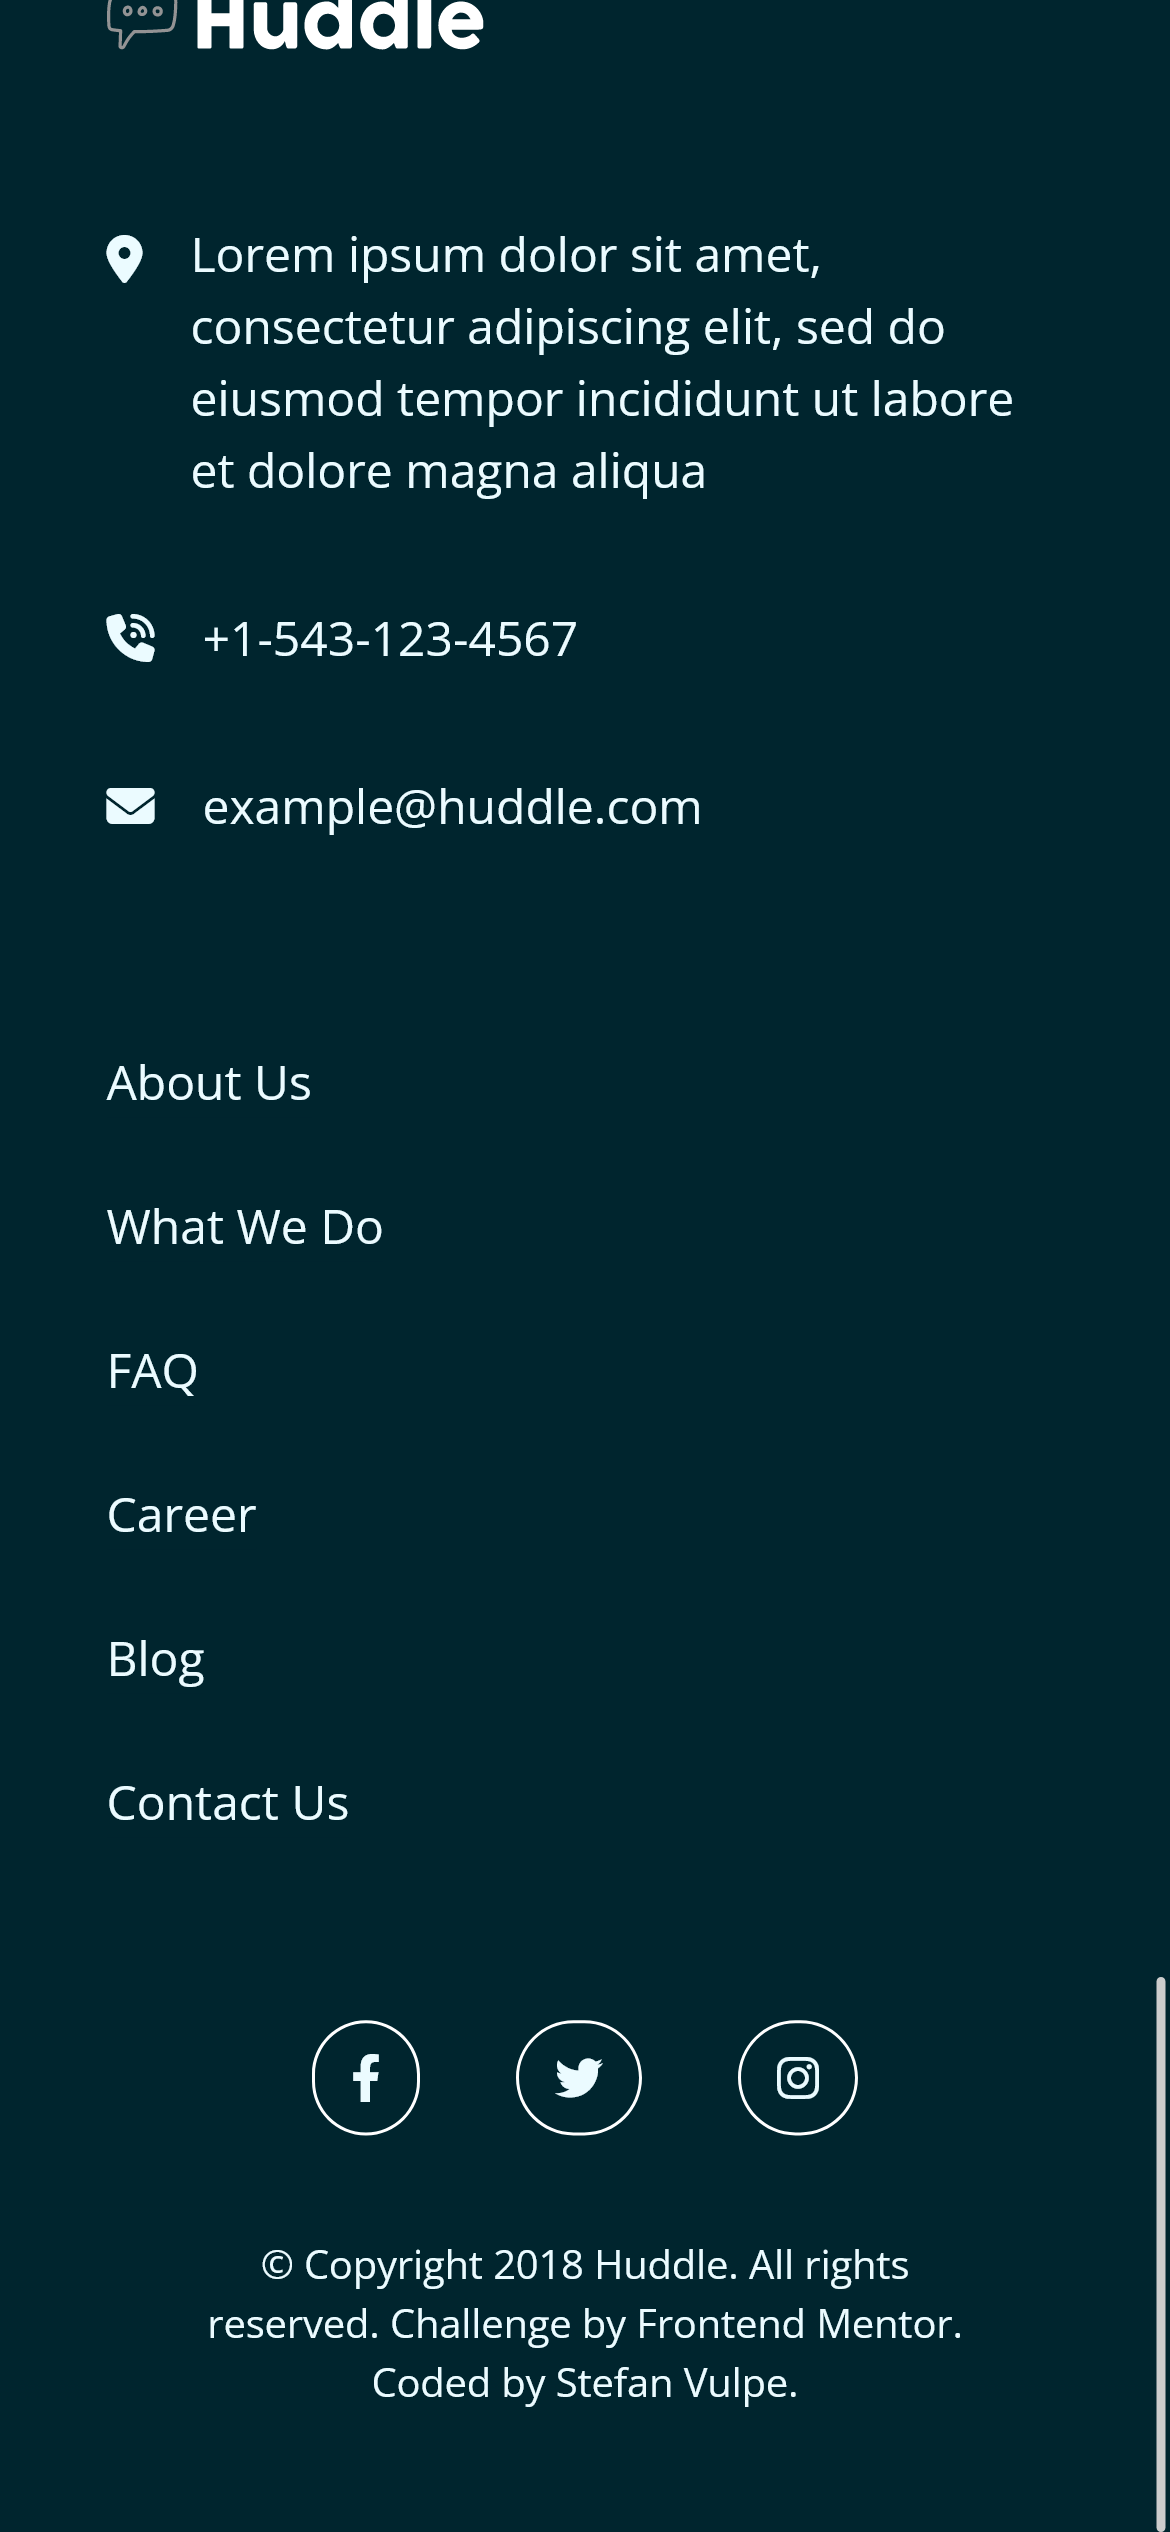 Huddle
Lorem ipsum dolor sit amet,
consectetur adipiscing elit, sed do
eiusmod tempor incididunt ut labore
et dolore magna aliqua
+1-543-123-4567
example@huddle.com
About Us
What We Do
FAQ
Career
Blog
Contact Us
© Copyright 2018 Huddle. All rights
reserved. Challenge by Frontend Mentor.
Coded by Stefan Vulpe.